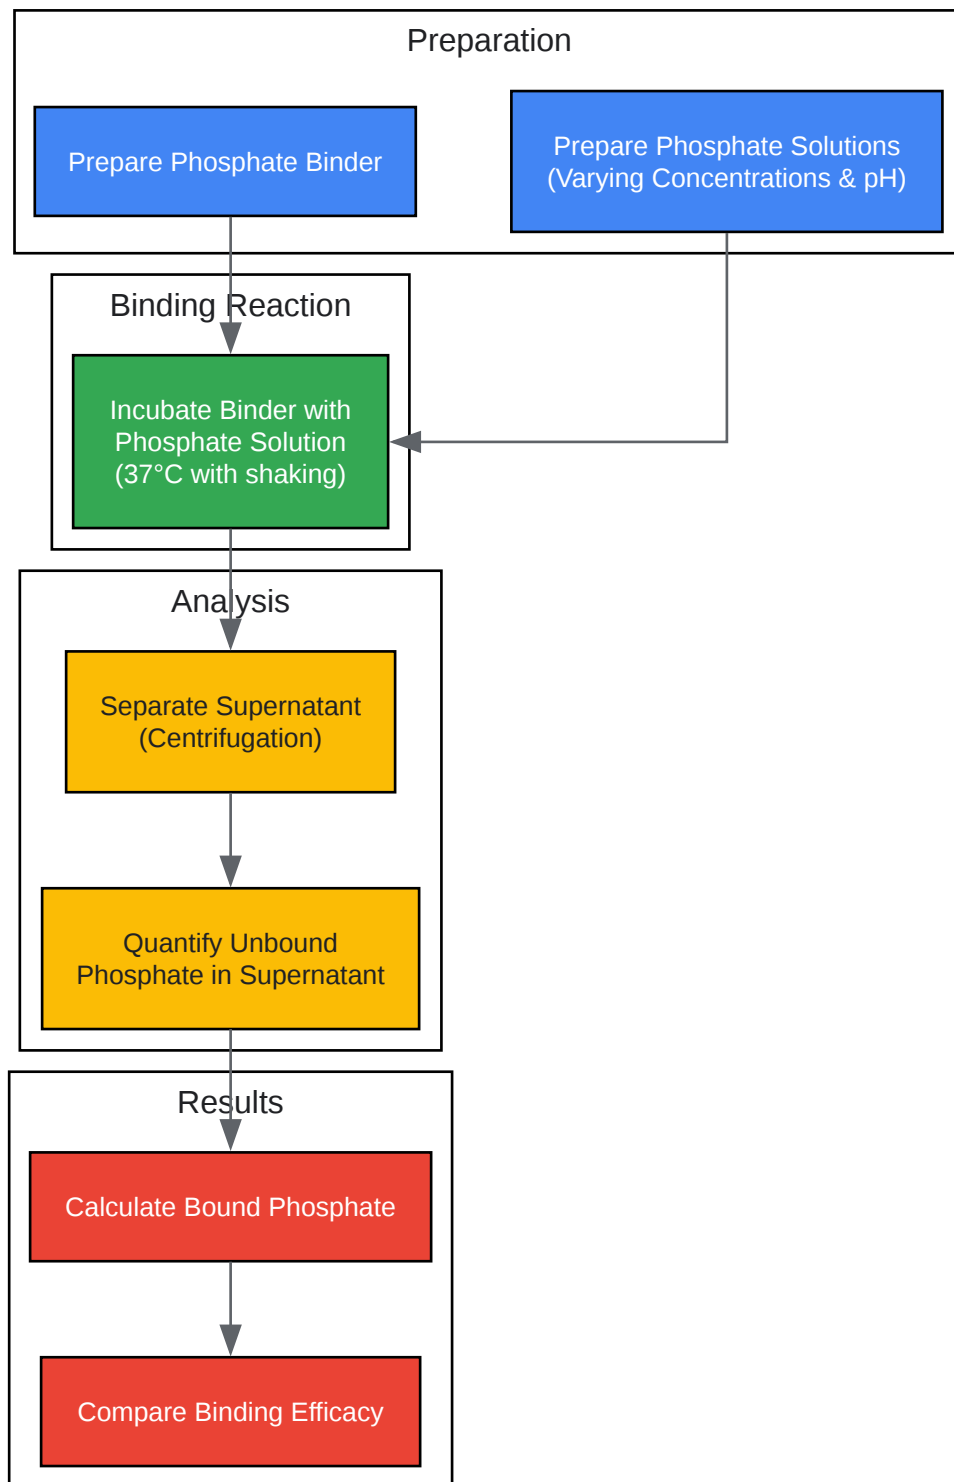 Preparation
Prepare Phosphate Binder
Prepare Phosphate Solutions
(Varying Concentrations & pH)
Binding Reaction
Incubate Binder with
Phosphate Solution
(37°C with shaking)
Analysis
Separate Supernatant
(Centrifugation)
Quantify Unbound
Phosphate in Supernatant
Results
Calculate Bound Phosphate
Compare Binding Efficacy